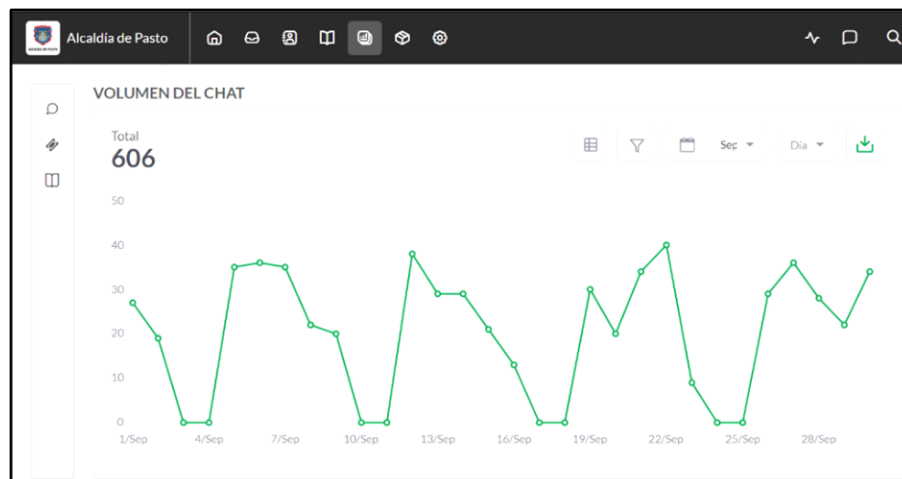 Alcaldía de Pasto
VOLUMEN DEL CHAT
Total
606
Sep
Día
50
40
30
20
10
0
1/Sep 4/Sep 7/Sep 10/Sep 13/Sep 16/Sep 19/Sep 22/Sep 25/Sep 28/Sep